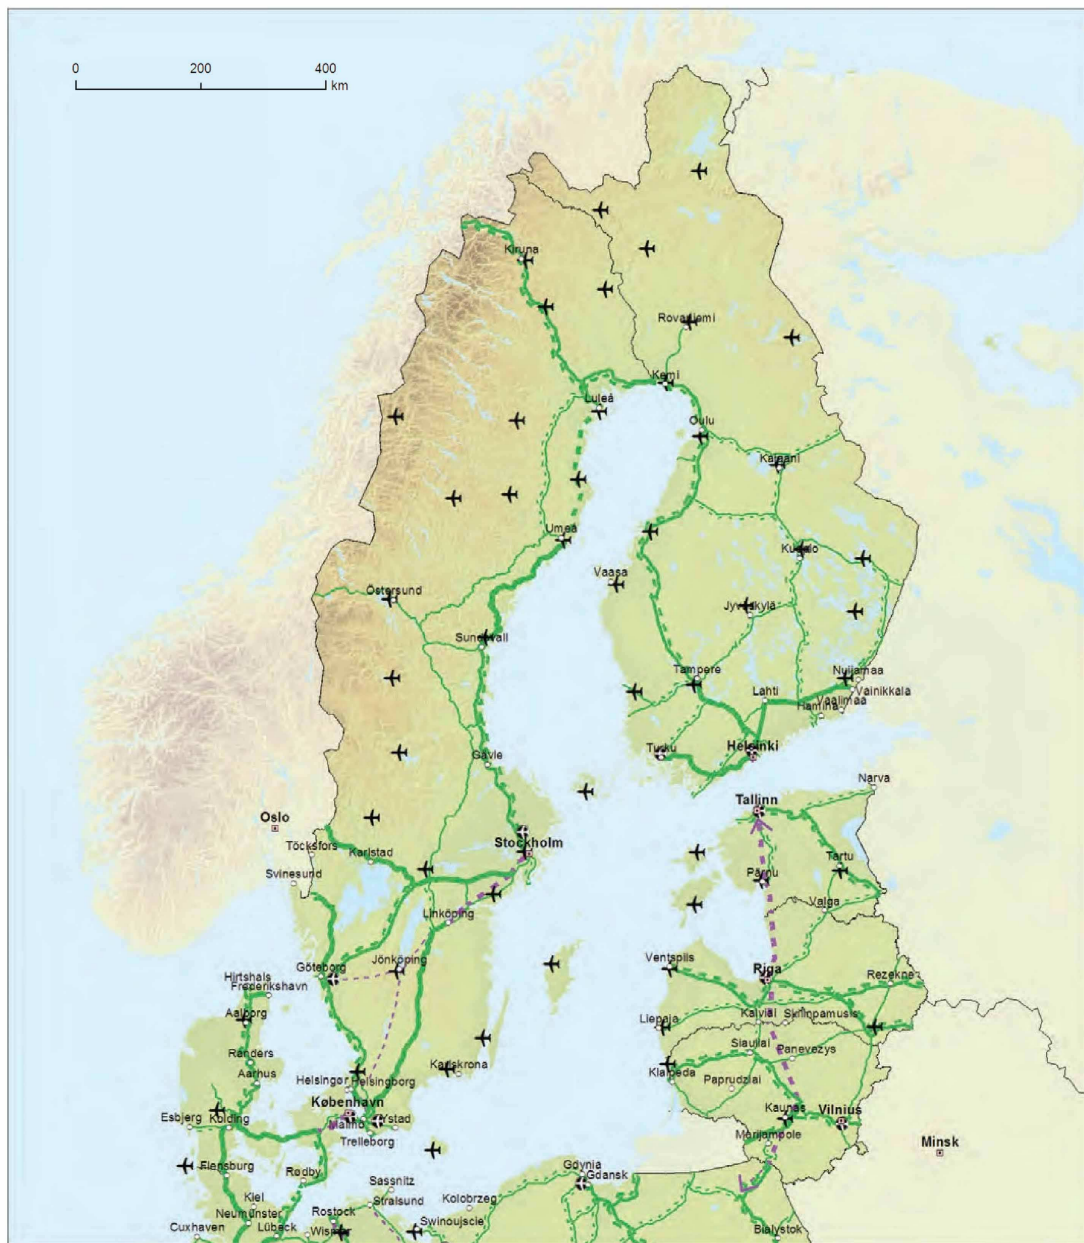 0 200 400
km
Kiruna
Rovaniemi
Kemi
Luleå
Oulu
Kajaani
Umeå
Kuopio
Vaasa
Östersund
Jyväskylä
Sundsvall
Tampere
Nuijamaa
Vainikkala
Lahti
Vaalimaa
Hamina
Turku
Helsinki
Gävle
Narva
Tallinn
Oslo
Stockholm
Töcksfors
Karlstad
Tartu
Svinesund
Pärnu
Linköping
Valga
Göteborg
Jönköping
Ventspils
Riga
Rezekne
Hirtshals
Frederikshavn
Aalborg
Liepaja
Kalviai
Skilinpamusis
Randers
Siauliai
Panevezys
Aarhus
Karlskrona
Klaipeda
Paprudziai
Helsingør
Helsingborg
København
Esbjerg
Kolding
Malmö
Ystad
Trelleborg
Kaunas
Vilnius
Marijampole
Minsk
Flensburg
Rødby
Gdynia
Gdansk
Sassnitz
Stralsund
Kolobrzeg
Kiel
Neumünster
Rostock
Swinoujscie
Cuxhaven
Lübeck
Wismar
Bialystok